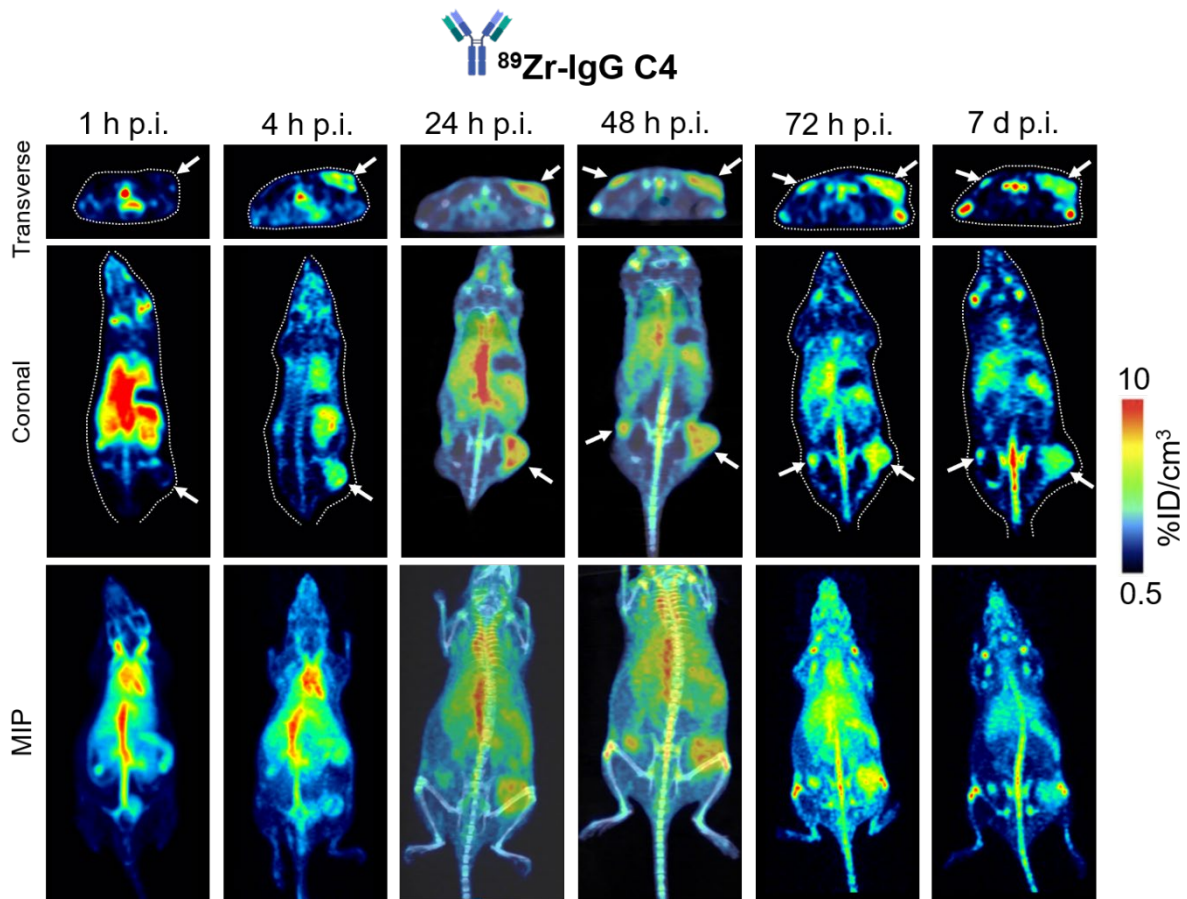 ⁸⁹Zr-IgG C4
1 h p.i. 4 h p.i. 24 h p.i. 48 h p.i. 72 h p.i. 7 d p.i.
Transverse
Coronal
MIP
10
%ID/cm³
0.5